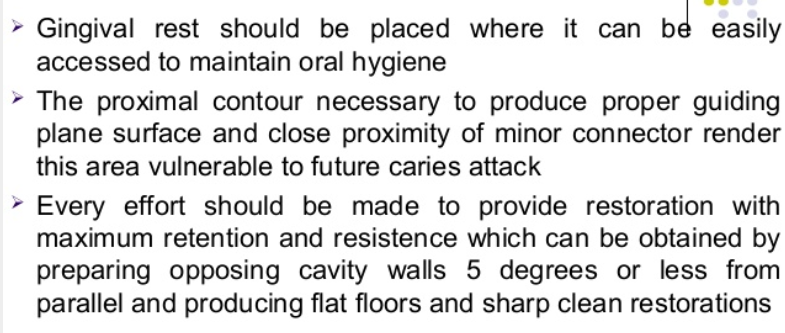 ➢ Gingival rest should be placed where it can be easily
accessed to maintain oral hygiene
➢ The proximal contour necessary to produce proper guiding
plane surface and close proximity of minor connector render
this area vulnerable to future caries attack
➢ Every effort should be made to provide restoration with
maximum retention and resistence which can be obtained by
preparing opposing cavity walls 5 degrees or less from
parallel and producing flat floors and sharp clean restorations